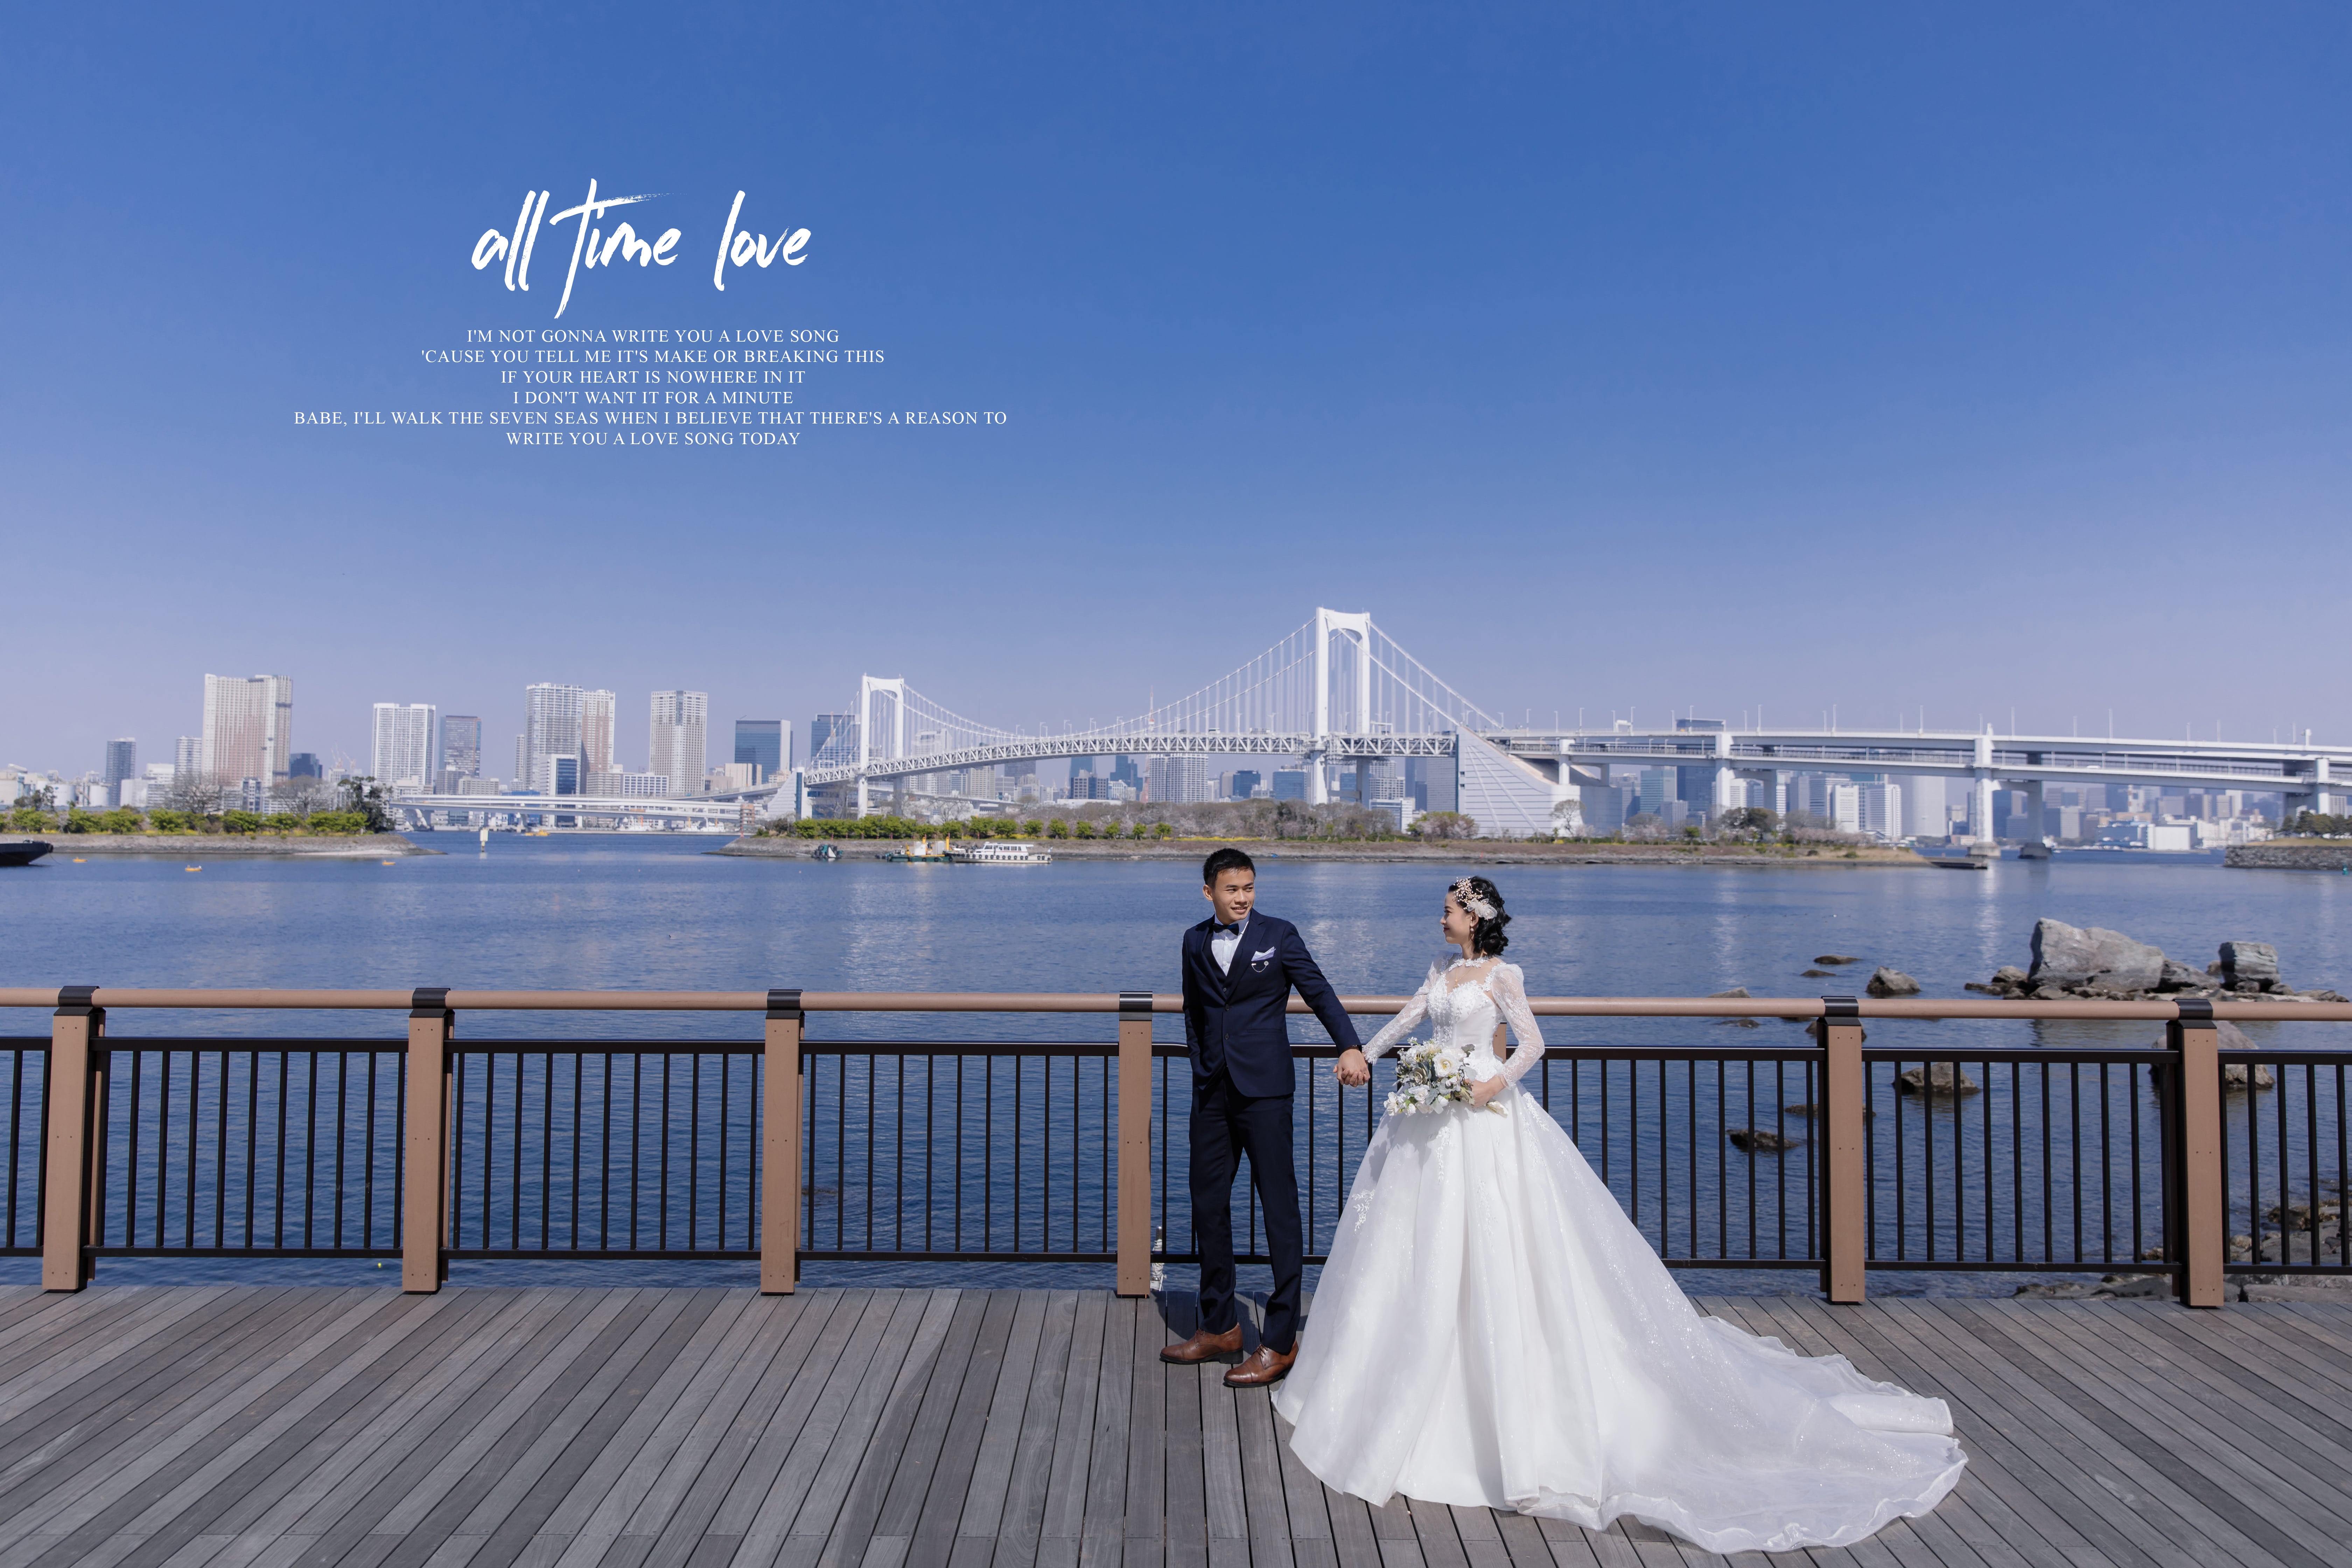 all time love
I'M NOT GONNA WRITE YOU A LOVE SONG
'CAUSE YOU TELL ME IT'S MAKE OR BREAKING THIS
IF YOUR HEART IS NOWHERE IN IT
I DON'T WANT IT FOR A MINUTE
BABE, I'LL WALK THE SEVEN SEAS WHEN I BELIEVE THAT THERE'S A REASON TO
WRITE YOU A LOVE SONG TODAY